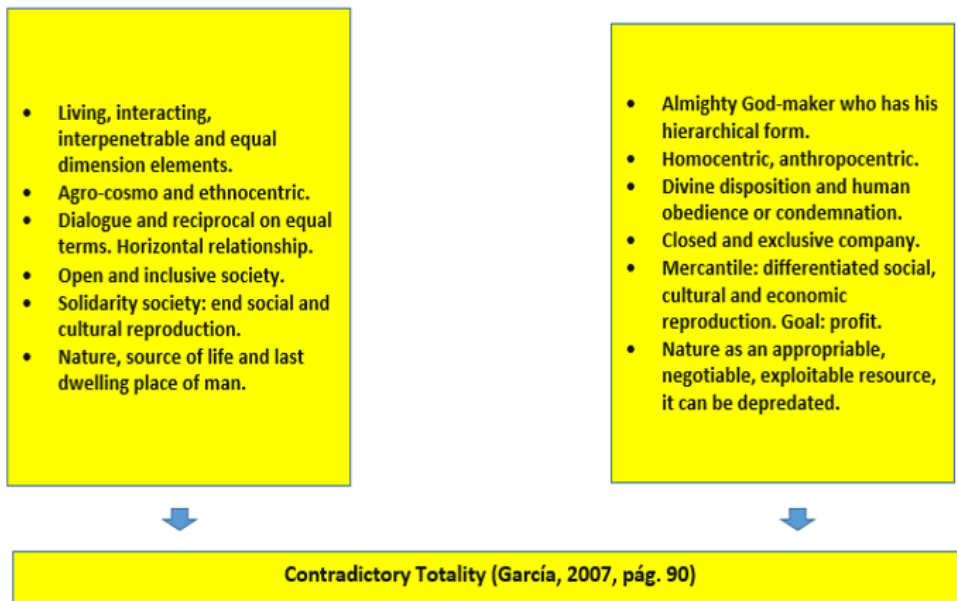 • Living, interacting,
interpenetrable and equal
dimension elements.
• Agro-cosmo and ethnocentric.
• Dialogue and reciprocal on equal
terms. Horizontal relationship.
• Open and inclusive society.
• Solidarity society: end social and
cultural reproduction.
• Nature, source of life and last
dwelling place of man.
• Almighty God-maker who has his
hierarchical form.
• Homocentric, anthropocentric.
• Divine disposition and human
obedience or condemnation.
• Closed and exclusive company.
• Mercantile: differentiated social,
cultural and economic
reproduction. Goal: profit.
• Nature as an appropriable,
negotiable, exploitable resource,
it can be depredated.
Contradictory Totality (García, 2007, pág. 90)